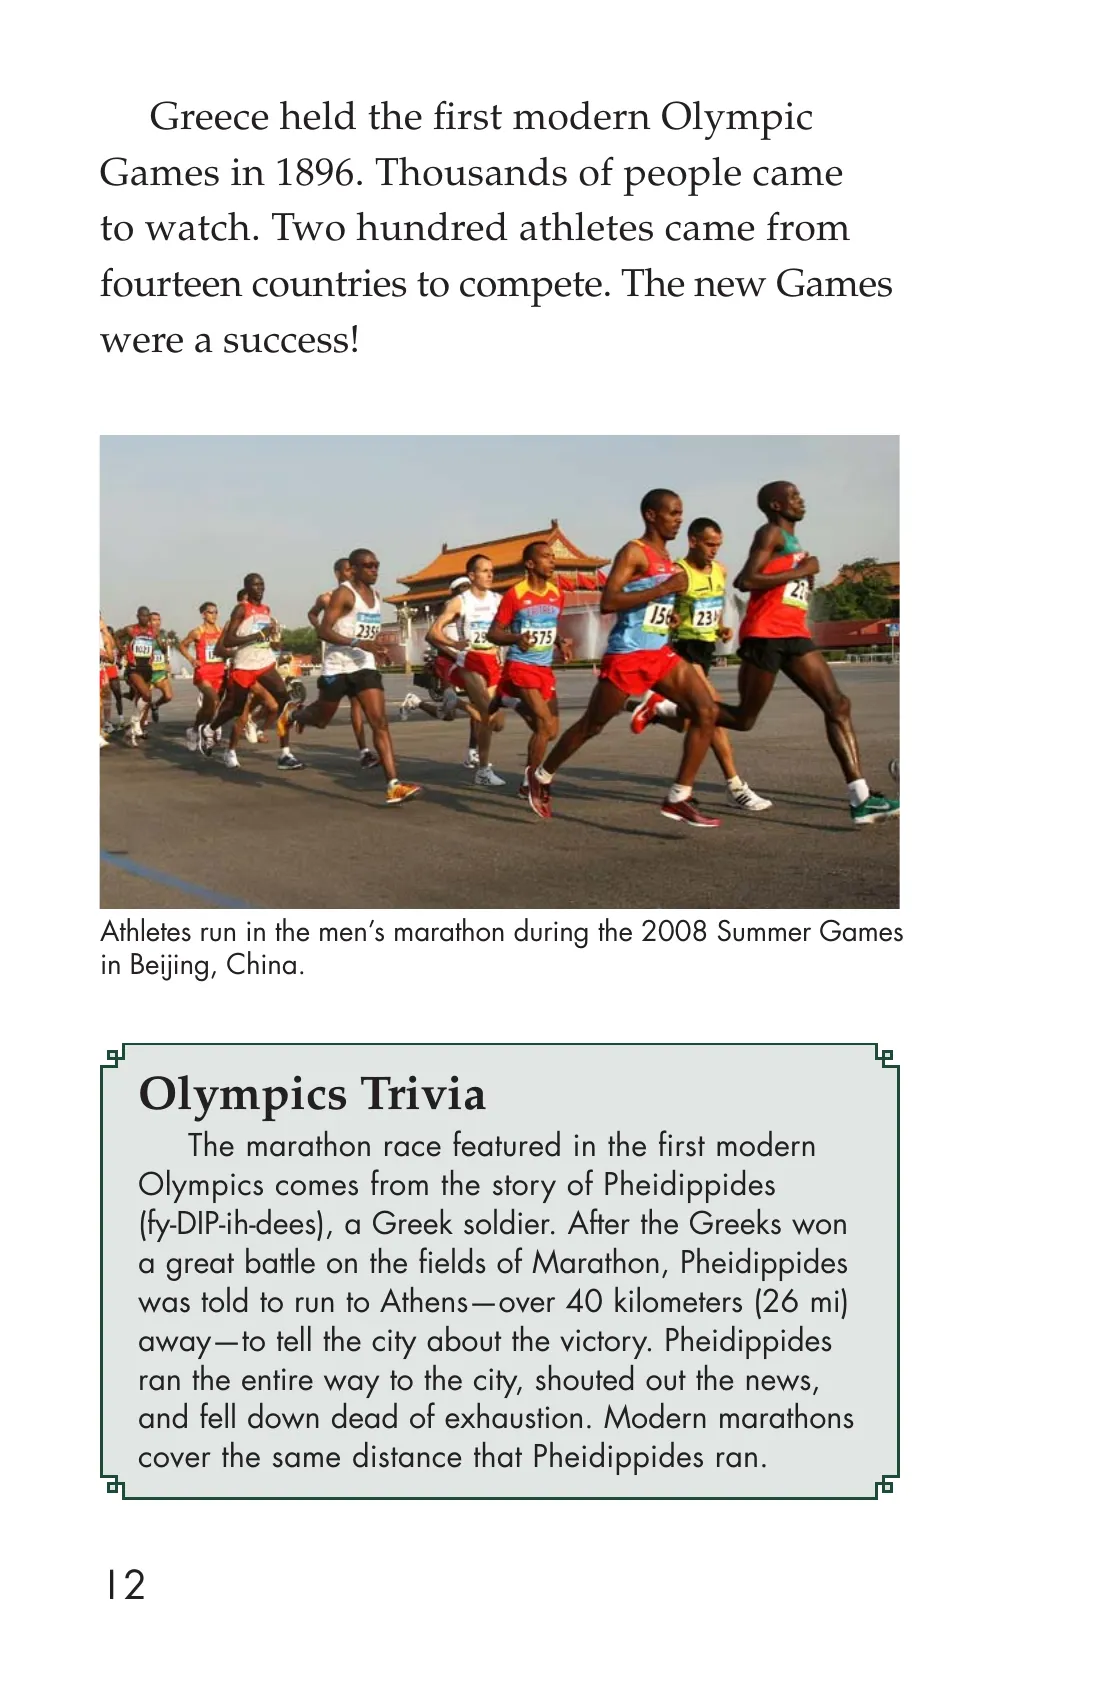 Greece held the first modern Olympic
Games in 1896. Thousands of people came
to watch. Two hundred athletes came from
fourteen countries to compete. The new Games
were a success!
1023
235
575
156
Athletes run in the men’s marathon during the 2008 Summer Games
in Beijing, China.
Olympics Trivia
The marathon race featured in the first modern
Olympics comes from the story of Pheidippides
(fy-DIP-ih-dees), a Greek soldier. After the Greeks won
a great battle on the fields of Marathon, Pheidippides
was told to run to Athens—over 40 kilometers (26 mi)
away—to tell the city about the victory. Pheidippides
ran the entire way to the city, shouted out the news,
and fell down dead of exhaustion. Modern marathons
cover the same distance that Pheidippides ran.
12